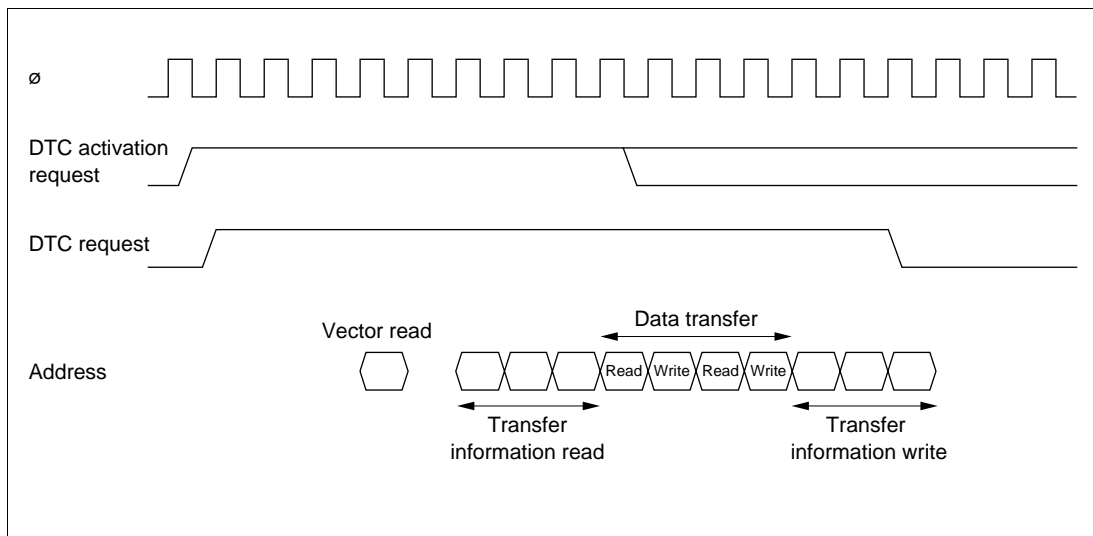 ø
DTC activation
request
DTC request
Vector read
Data transfer
Address
Read Write Read Write
Transfer
information read
Transfer
information write